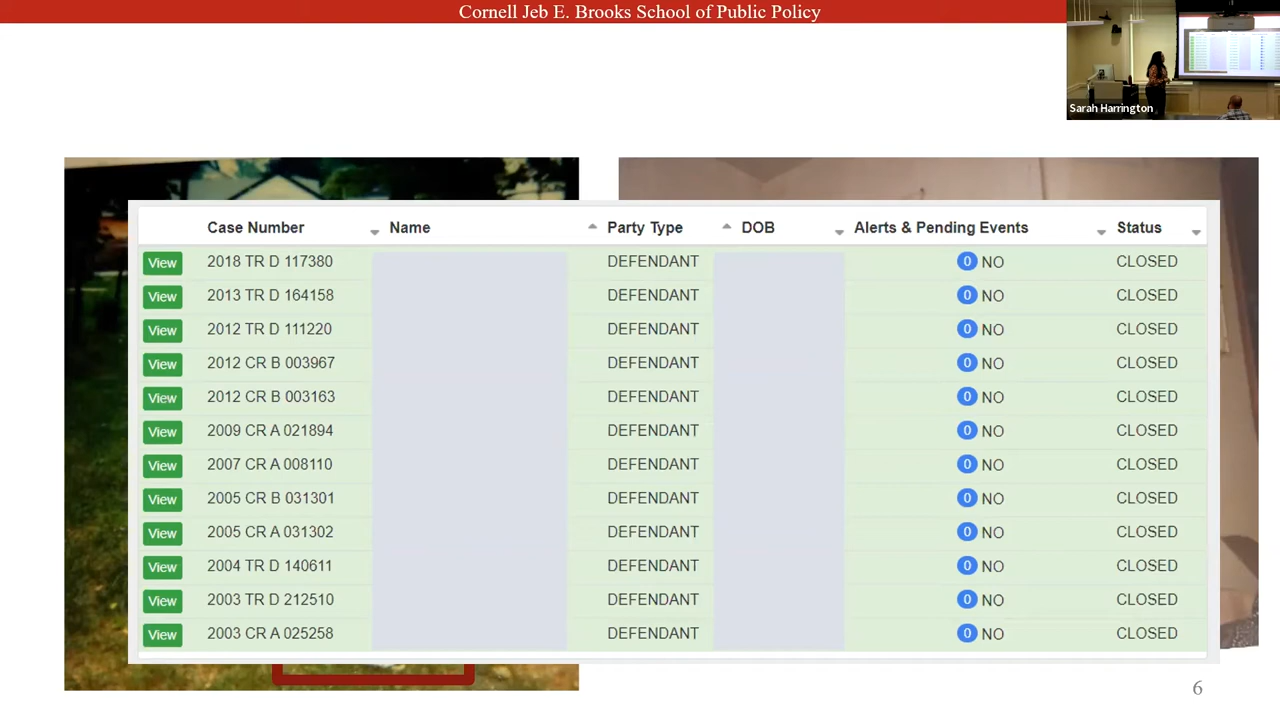 Cornell Jeb E. Brooks School of Public Policy
Sarah Harrington
Case Number Name Party Type DOB Alerts & Pending Events Status
View 2018 TR D 117380 DEFENDANT 0 NO CLOSED
View 2013 TR D 164158 DEFENDANT 0 NO CLOSED
View 2012 TR D 111220 DEFENDANT 0 NO CLOSED
View 2012 CR B 003967 DEFENDANT 0 NO CLOSED
View 2012 CR B 003163 DEFENDANT 0 NO CLOSED
View 2009 CR A 021894 DEFENDANT 0 NO CLOSED
View 2007 CR A 008110 DEFENDANT 0 NO CLOSED
View 2005 CR B 031301 DEFENDANT 0 NO CLOSED
View 2005 CR A 031302 DEFENDANT 0 NO CLOSED
View 2004 TR D 140611 DEFENDANT 0 NO CLOSED
View 2003 TR D 212510 DEFENDANT 0 NO CLOSED
View 2003 CR A 025258 DEFENDANT 0 NO CLOSED
6